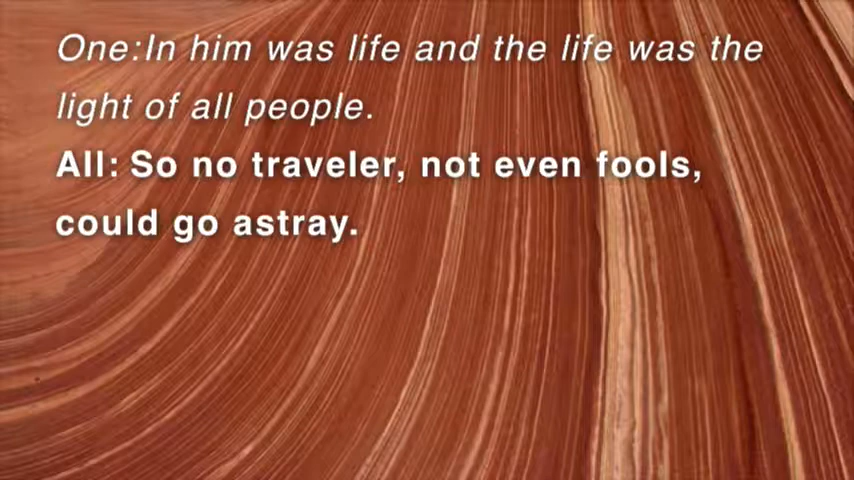 One:In him was life and the life was the
light of all people.
All: So no traveler, not even fools,
could go astray.